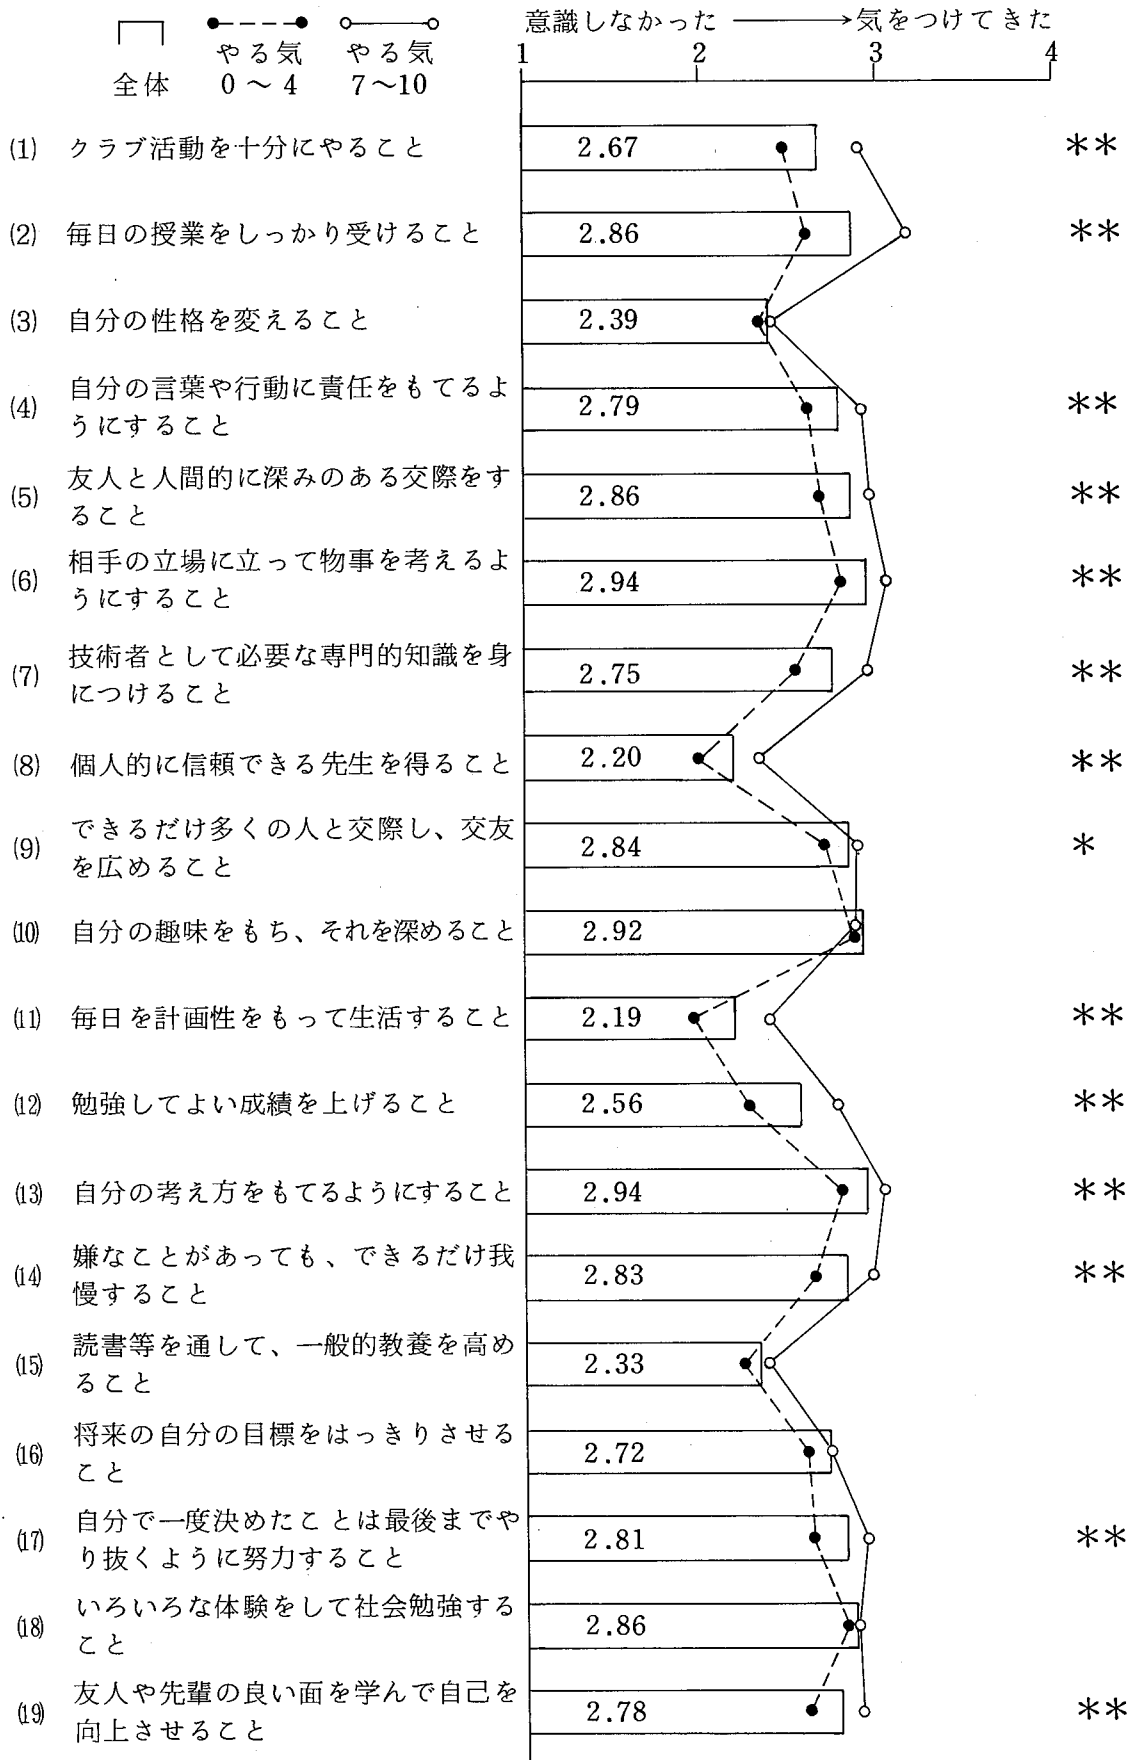 意識しなかった → 気をつけてきた
やる気 やる気
全体 0～4 7～10
1 2 3 4
(1) クラブ活動を十分にやること 2.67 **
(2) 毎日の授業をしっかり受けること 2.86 **
(3) 自分の性格を変えること 2.39
(4) 自分の言葉や行動に責任をもてるよ
うにすること 2.79 **
(5) 友人と人間的に深みのある交際をす
ること 2.86 **
(6) 相手の立場に立って物事を考えるよ
うにすること 2.94 **
(7) 技術者として必要な専門的知識を身
につけること 2.75 **
(8) 個人的に信頼できる先生を得ること 2.20 **
(9) できるだけ多くの人と交際し、交友
を広めること 2.84 *
(10) 自分の趣味をもち、それを深めること 2.92
(11) 毎日を計画性をもって生活すること 2.19 **
(12) 勉強してよい成績を上げること 2.56 **
(13) 自分の考え方をもてるようにすること 2.94 **
(14) 嫌なことがあっても、できるだけ我
慢すること 2.83 **
(15) 読書等を通して、一般的教養を高め
ること 2.33
(16) 将来の自分の目標をはっきりさせる
こと 2.72
(17) 自分で一度決めたことは最後までや
り抜くように努力すること 2.81 **
(18) いろいろな体験をして社会勉強する
こと 2.86
(19) 友人や先輩の良い面を学んで自己を
向上させること 2.78 **